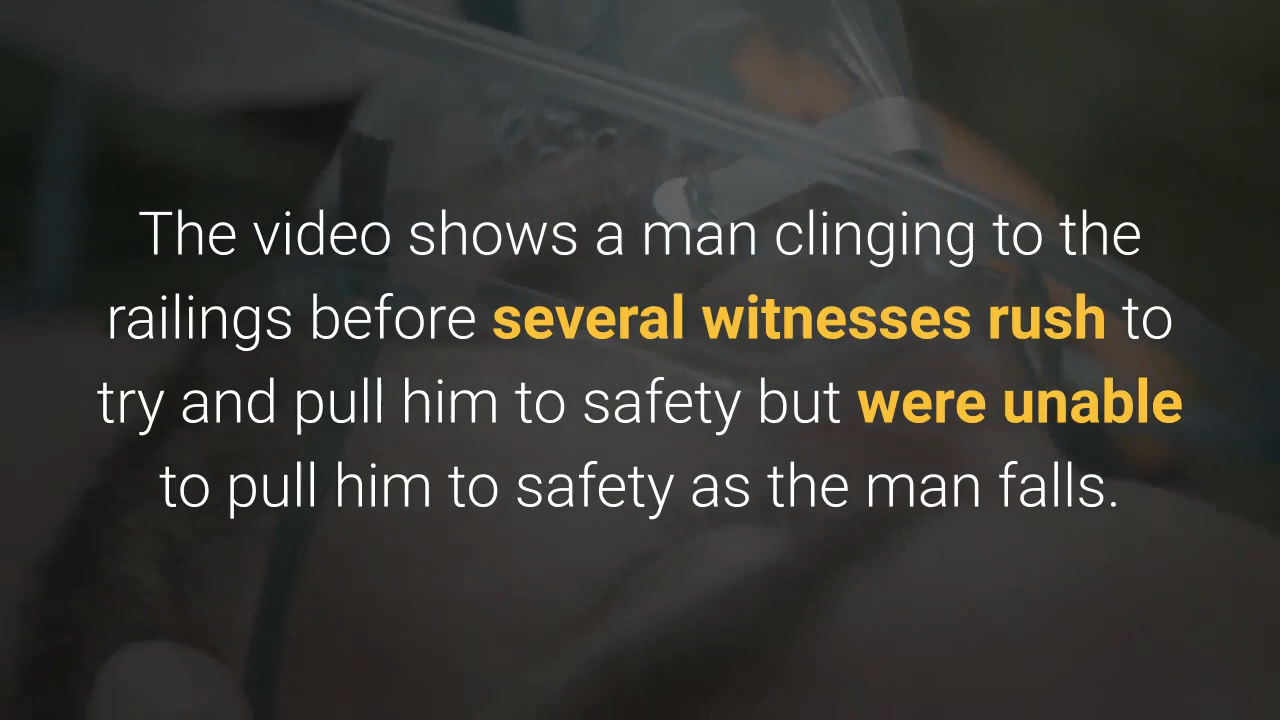 The video shows a man clinging to the
railings before several witnesses rush to
try and pull him to safety but were unable
to pull him to safety as the man falls.